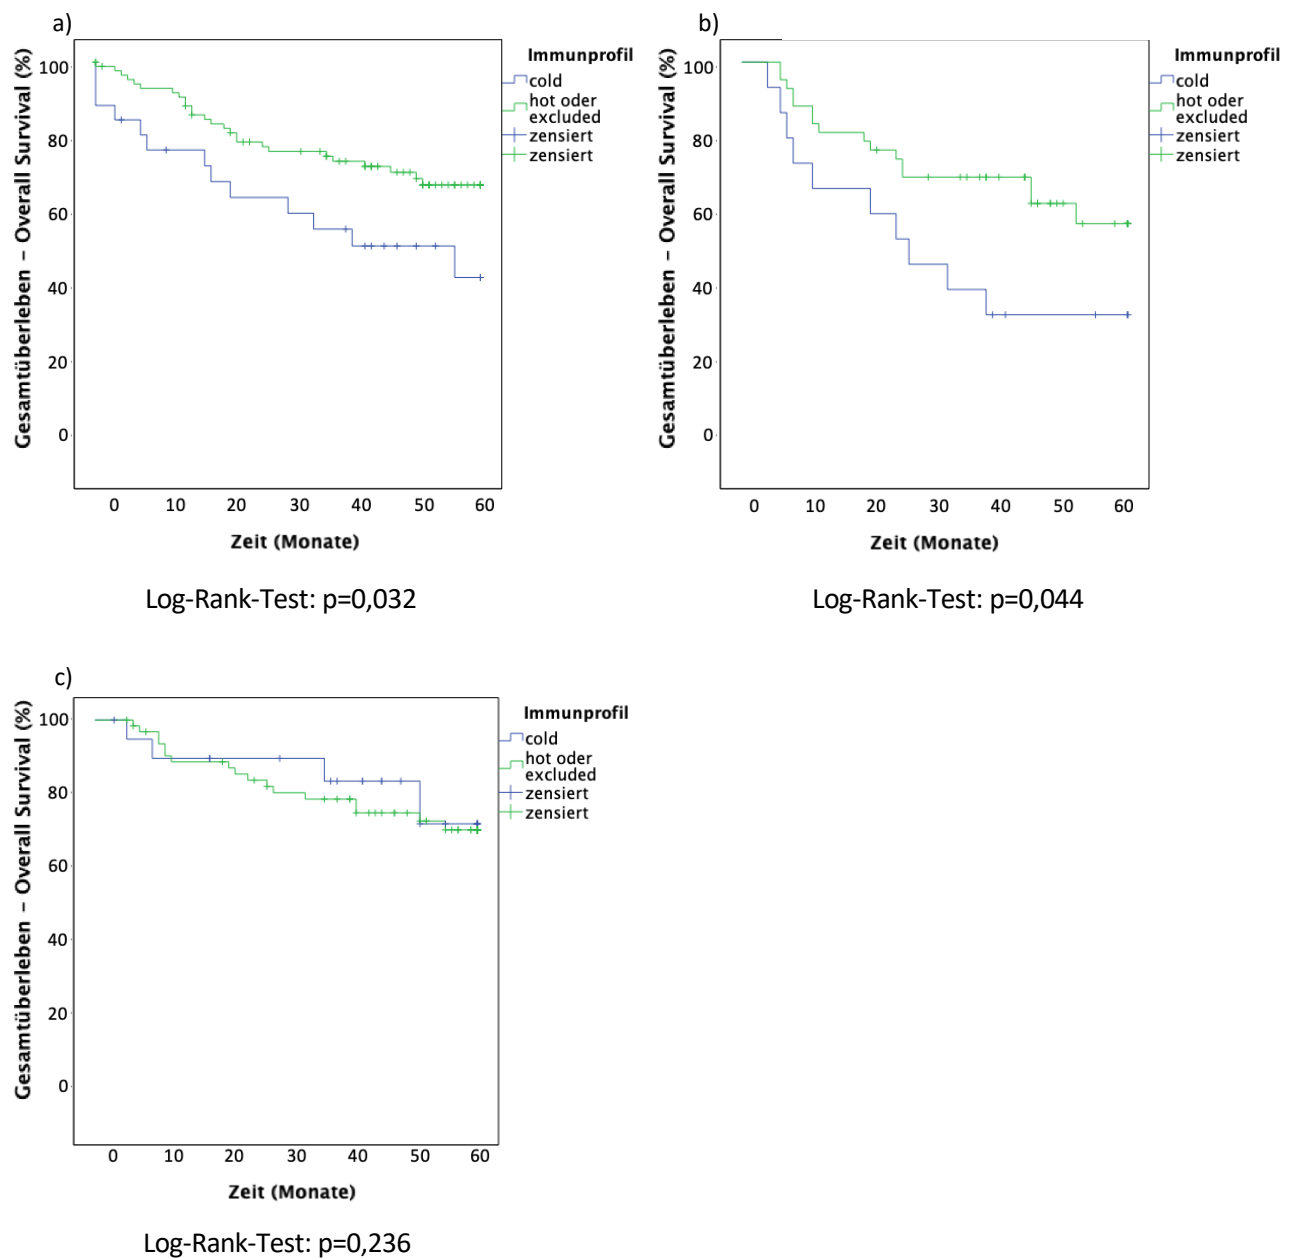 a)
Gesamtüberleben – Overall Survival (%)
100
80
60
40
20
0
0 10 20 30 40 50 60
Zeit (Monate)
Immunprofil
cold
hot oder
excluded
zensiert
zensiert
Log-Rank-Test: p=0,032
b)
Gesamtüberleben – Overall Survival (%)
100
80
60
40
20
0
0 10 20 30 40 50 60
Zeit (Monate)
Immunprofil
cold
hot oder
excluded
zensiert
zensiert
Log-Rank-Test: p=0,044
c)
Gesamtüberleben – Overall Survival (%)
100
80
60
40
20
0
0 10 20 30 40 50 60
Zeit (Monate)
Immunprofil
cold
hot oder
excluded
zensiert
zensiert
Log-Rank-Test: p=0,236